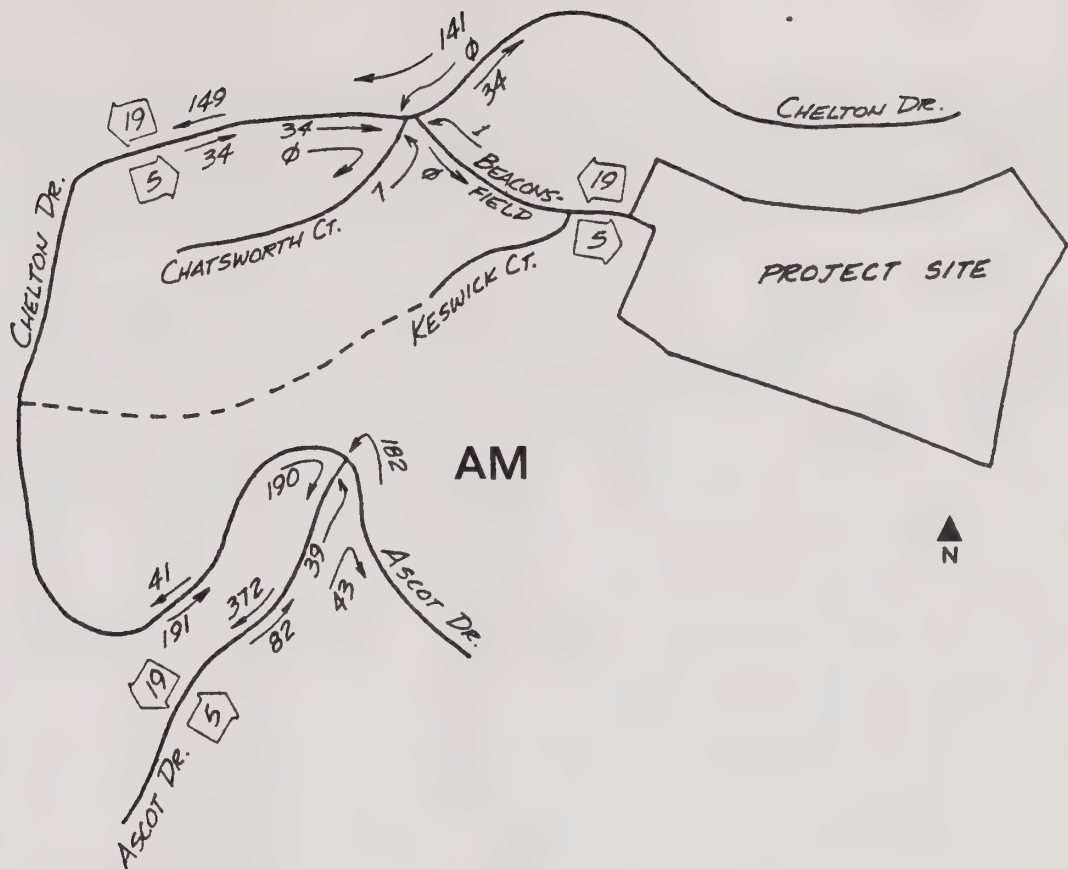 141
Ø
34
CHELTON DR.
149
19
34
5
34
Ø
7
1
Ø
BEACONS-
FIELD
19
5
CHELTON DR.
CHATSWORTH CT.
KESWICK CT.
PROJECT SITE
AM
N
182
190
39
43
ASCOT DR.
41
191
372
82
19
5
ASCOT DR.